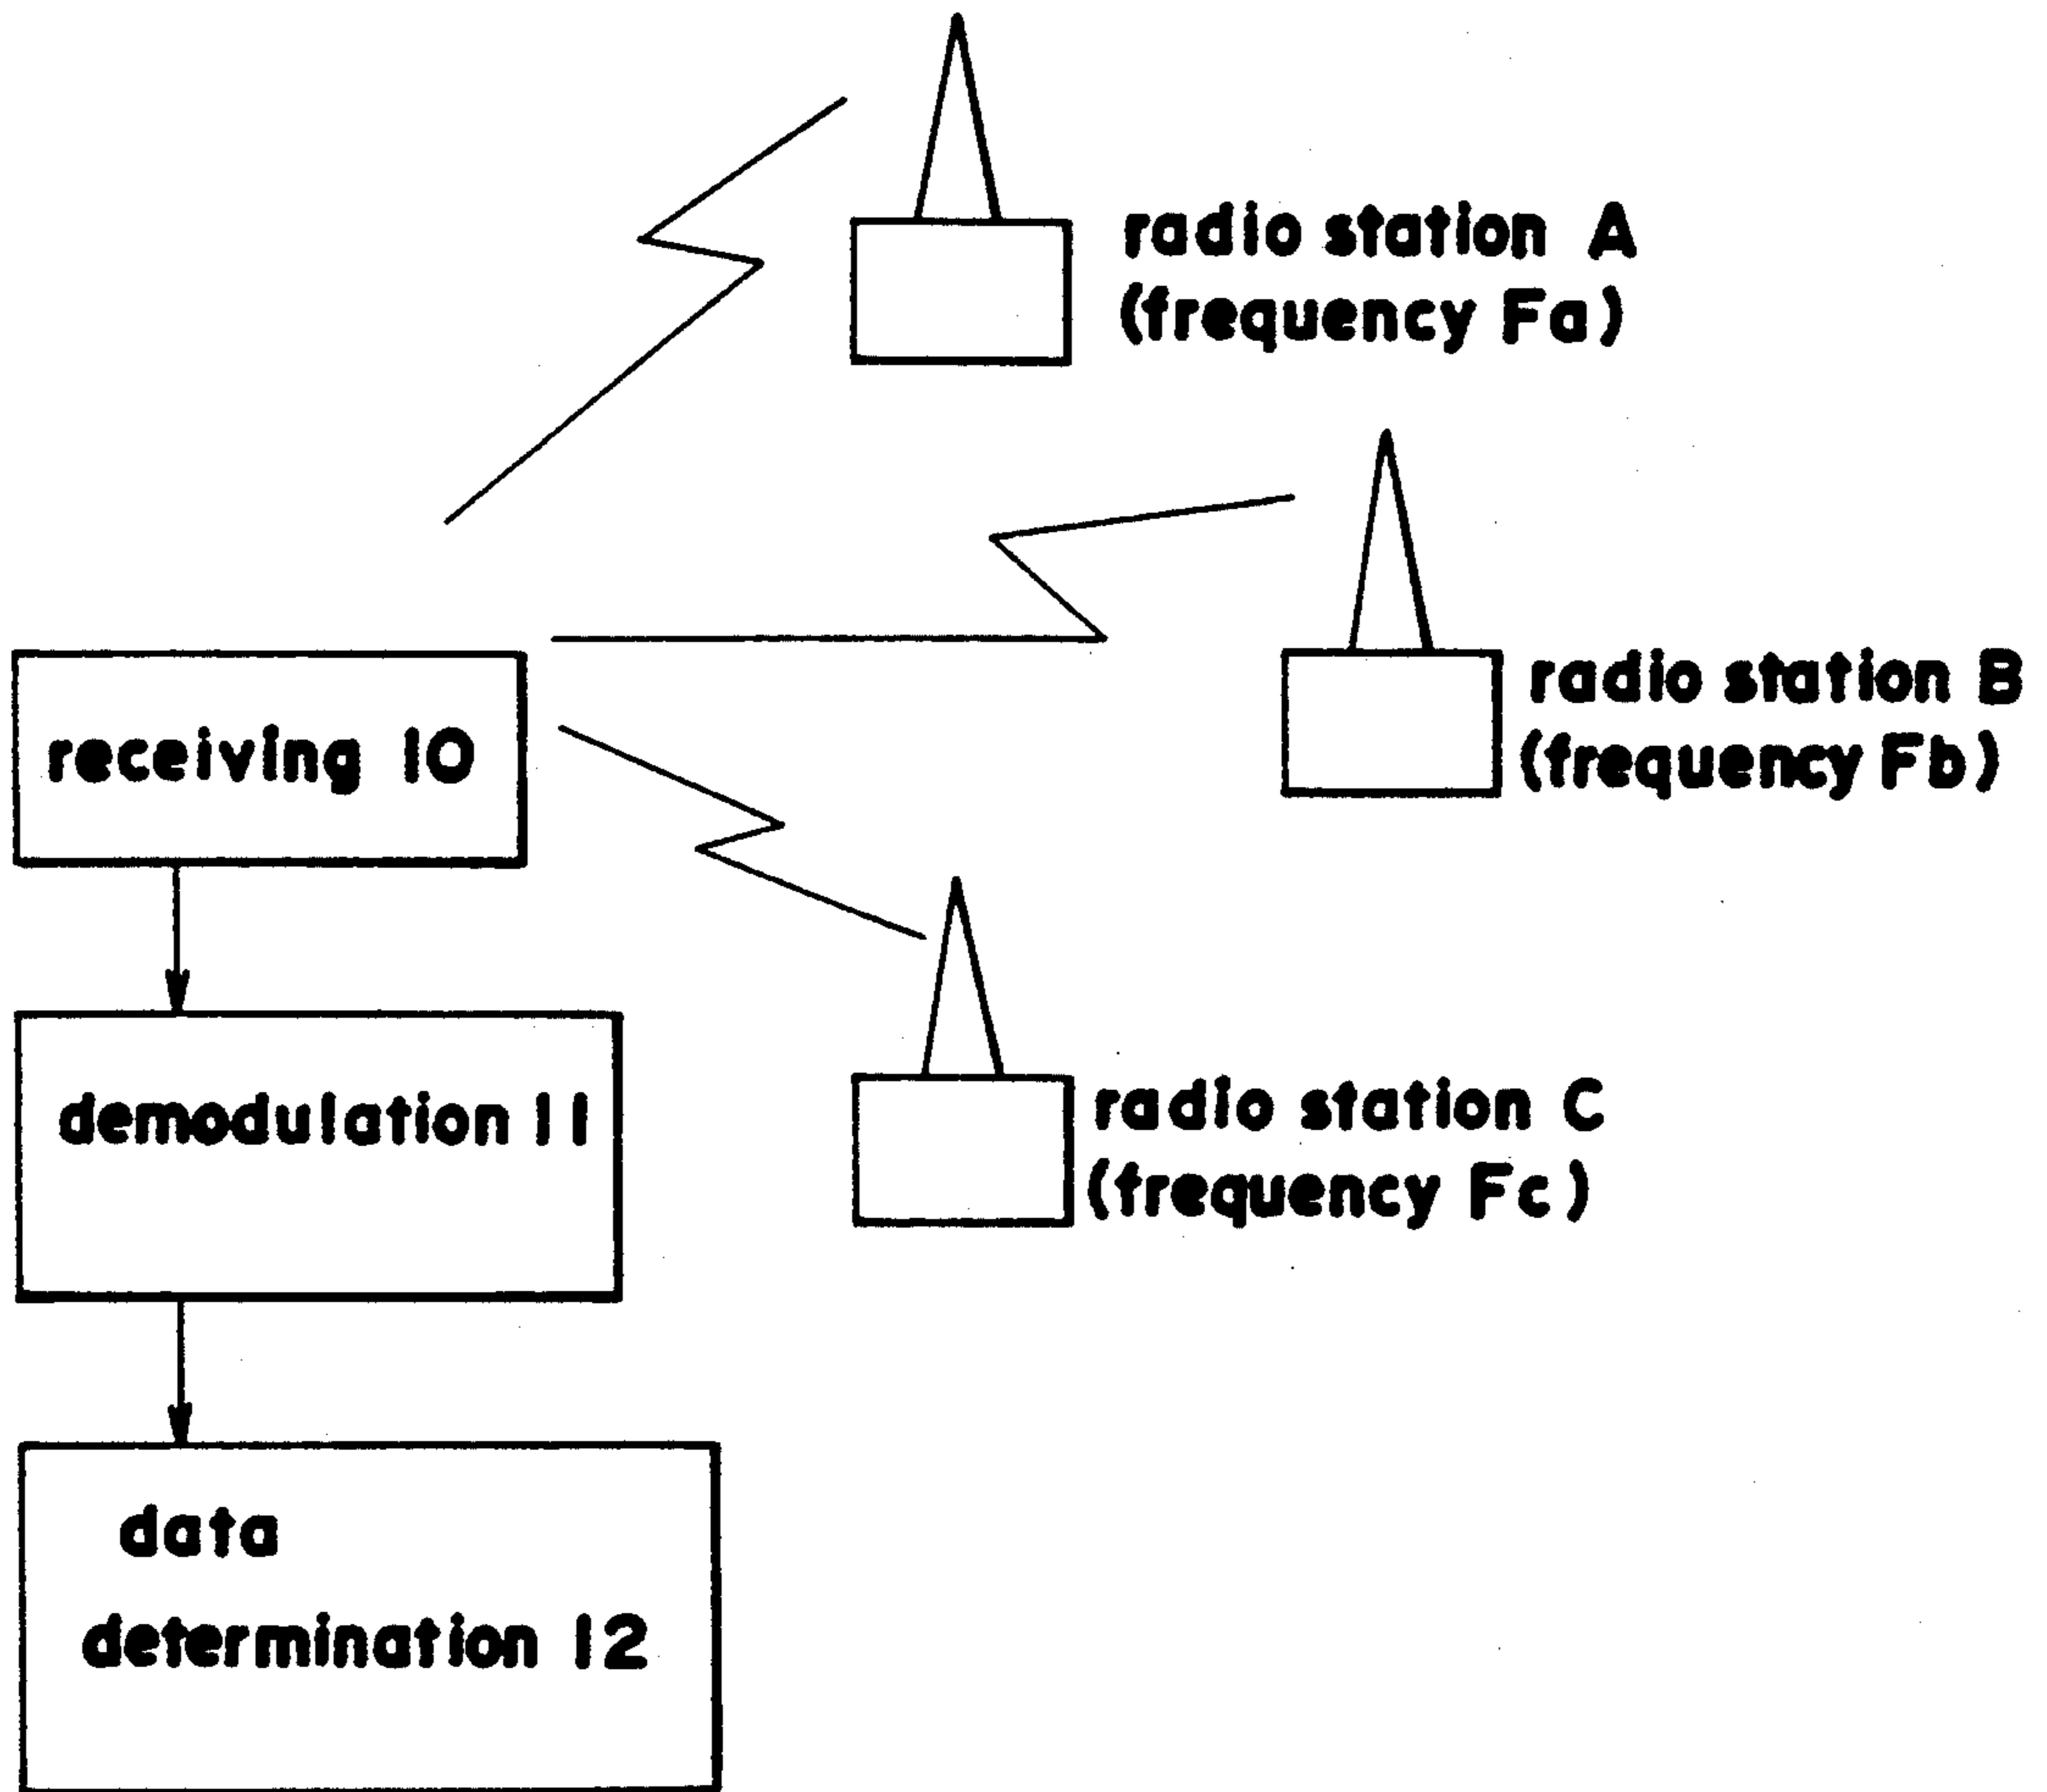 radio station A
(frequency Fa)
radio station B
(frequency Fb)
receiving 10
radio station C
(frequency Fc)
demodulation 11
data
determination 12